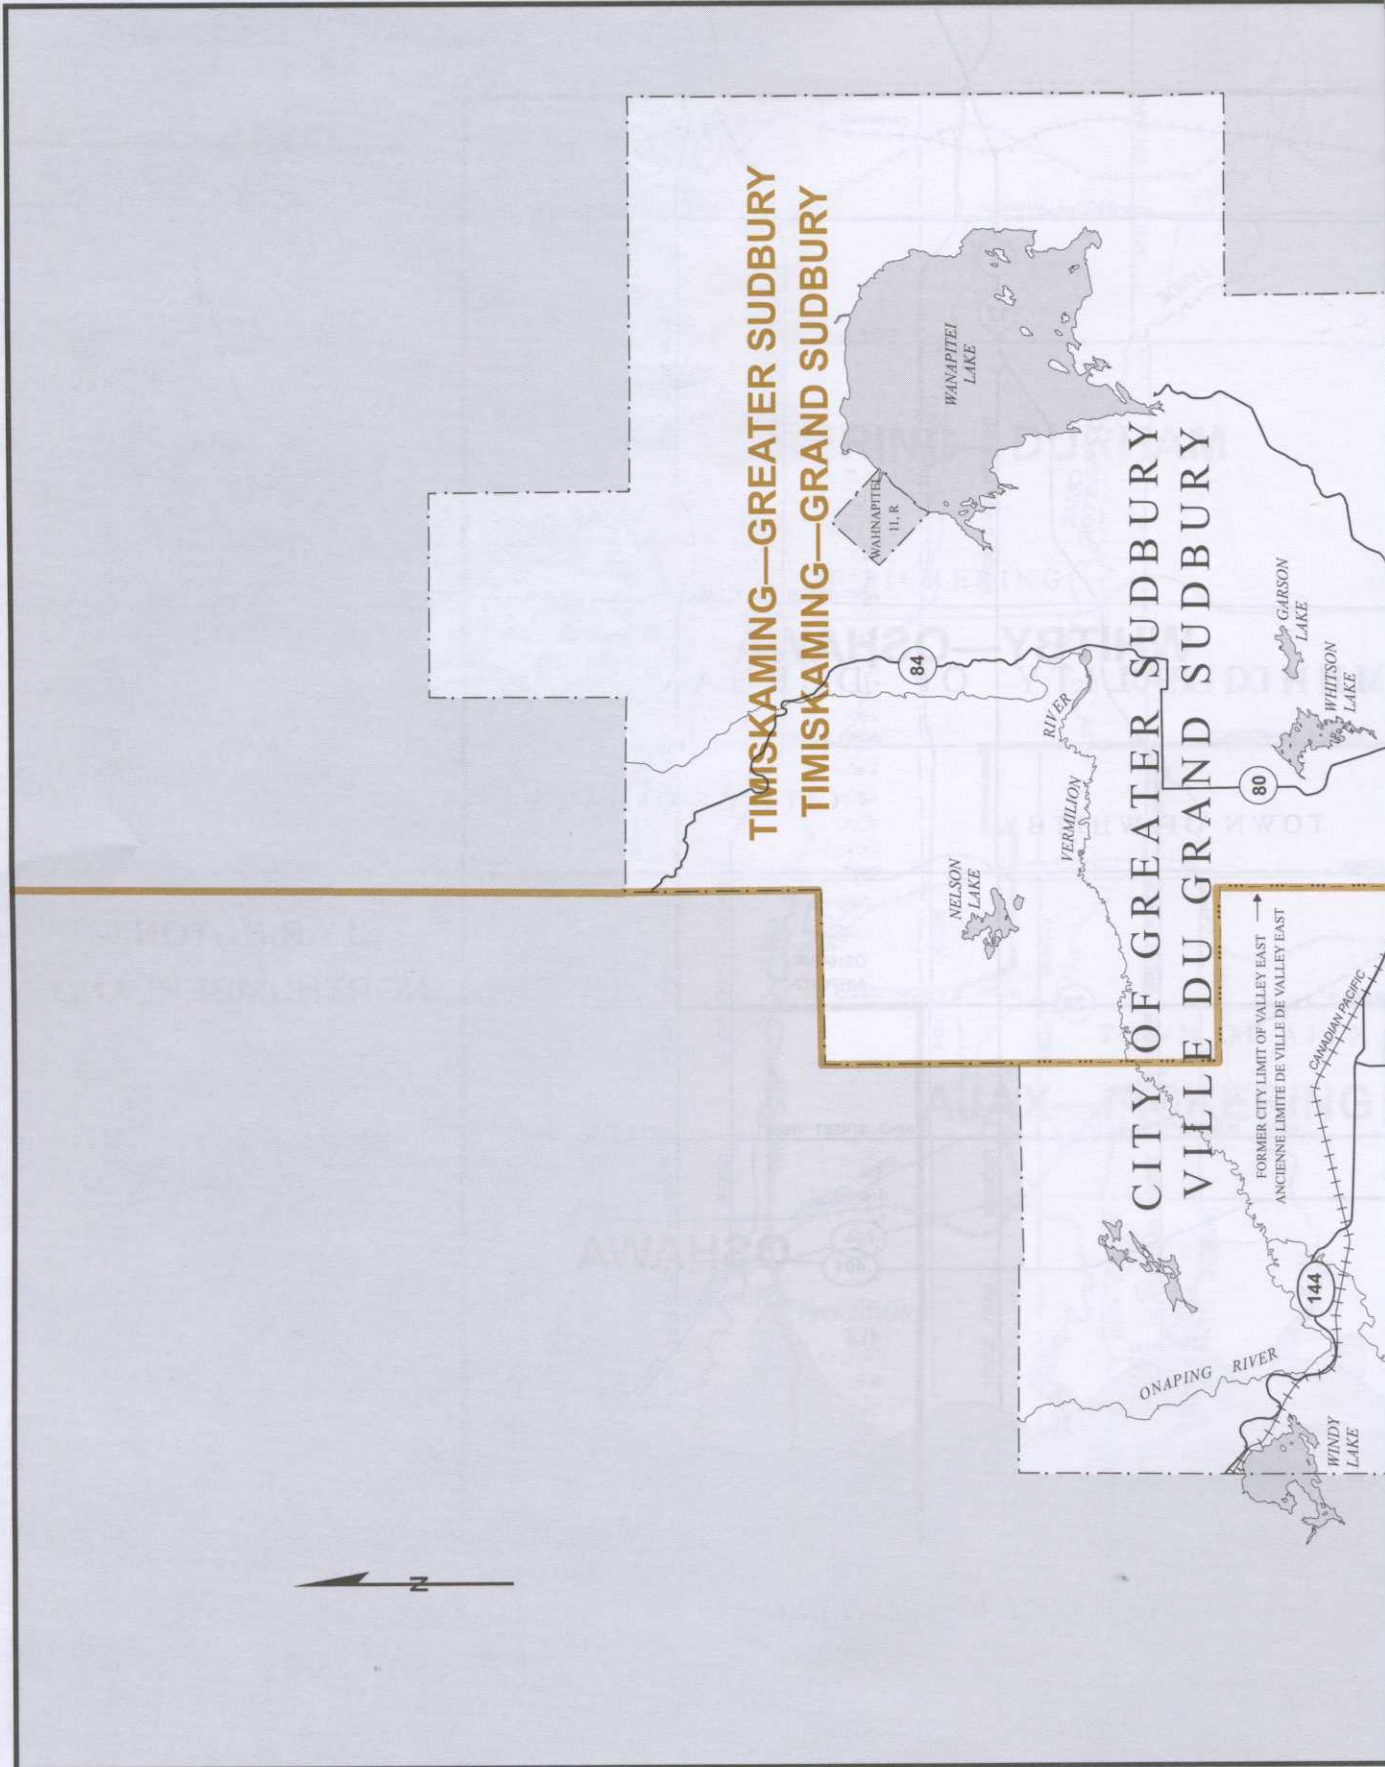 N
TIMISKAMING—GREATER SUDBURY
TIMISKAMING—GRAND SUDBURY
WAHNAPITEI
11, R
WANAPITEI
LAKE
84
NELSON
LAKE
VERMILION RIVER
CITY OF GREATER SUDBURY
VILLE DU GRAND SUDBURY
ONAPING RIVER
80
GARSON
LAKE
WHITSON
LAKE
FORMER CITY LIMIT OF VALLEY EAST
ANCIENNE LIMITE DE VILLE DE VALLEY EAST
CANADIAN PACIFIC
144
WINDY
LAKE